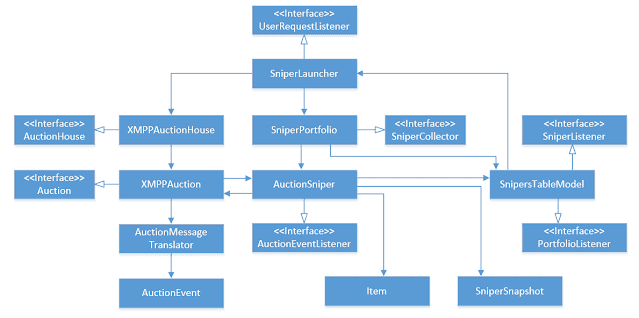 <<Interface>>
UserRequestListener
SniperLauncher
<<Interface>>
AuctionHouse
XMPPAuctionHouse
SniperPortfolio
<<Interface>>
SniperCollector
<<Interface>>
SniperListener
<<Interface>>
Auction
XMPPAuction
AuctionSniper
SnipersTableModel
AuctionMessage
Translator
<<Interface>>
AuctionEventListener
<<Interface>>
PortfolioListener
AuctionEvent
Item
SniperSnapshot